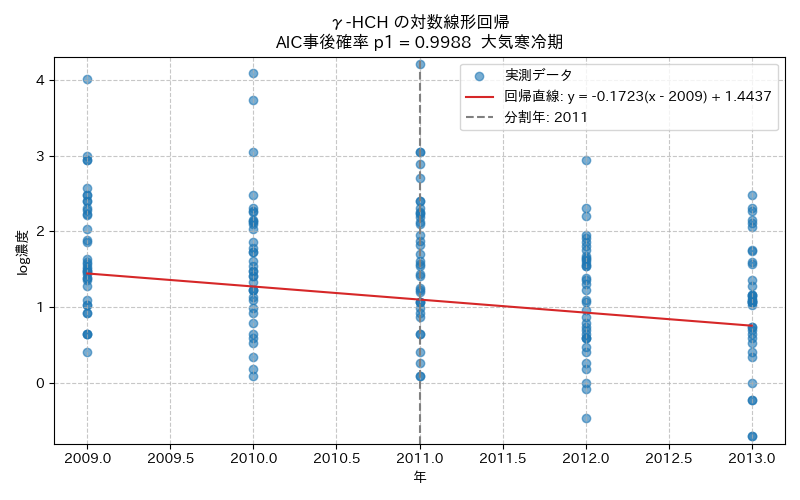 γ-HCH の対数線形回帰
AIC事後確率 p1 = 0.9988 大気寒冷期
実測データ
回帰直線: y = -0.1723(x - 2009) + 1.4437
分割年: 2011
log濃度
4
3
2
1
0
2009.0 2009.5 2010.0 2010.5 2011.0 2011.5 2012.0 2012.5 2013.0
年